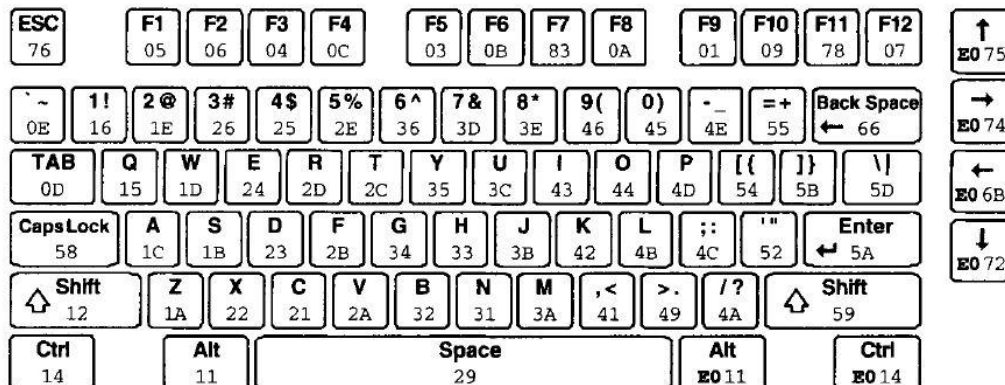 ESC F1 F2 F3 F4 F5 F6 F7 F8 F9 F10 F11 F12 ↑
76 05 06 04 0C 03 0B 83 0A 01 09 78 07 E0 75
` ~ 1! 2@ 3# 4$ 5% 6^ 7& 8* 9( 0) -_ =+ Back Space →
0E 16 1E 26 25 2E 36 3D 3E 46 45 4E 55 ← 66 E0 74
TAB Q W E R T Y U I O P [{ ]} \| ←
0D 15 1D 24 2D 2C 35 3C 43 44 4D 54 5B 5D E0 6B
Caps Lock A S D F G H J K L ;: '" Enter ↓
58 1C 1B 23 2B 34 33 3B 42 4B 4C 52 ↵ 5A E0 72
Shift Z X C V B N M ,< >. /? Shift
12 1A 22 21 2A 32 31 3A 41 49 4A 59
Ctrl Alt Space Alt Ctrl
14 11 29 E0 11 E0 14